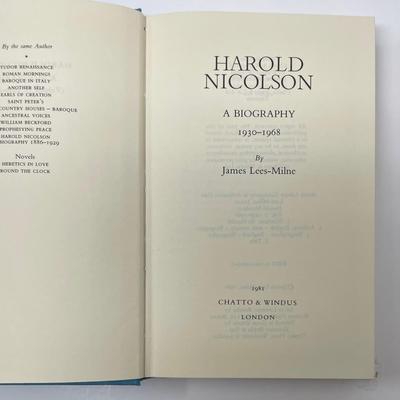 By the same Author
TUDOR RENAISSANCE
ROMAN MORNINGS
BAROQUE IN ITALY
ANOTHER SELF
EARLS OF CREATION
SAINT PETER'S
COUNTRY HOUSES – BAROQUE
ANCESTRAL VOICES
WILLIAM BECKFORD
PROPHESYING PEACE
HAROLD NICOLSON
BIOGRAPHY 1886–1929
Novels
HERETICS IN LOVE
ROUND THE CLOCK
HAROLD
NICOLSON
A BIOGRAPHY
1930–1968
By
James Lees-Milne
1981
CHATTO & WINDUS
LONDON